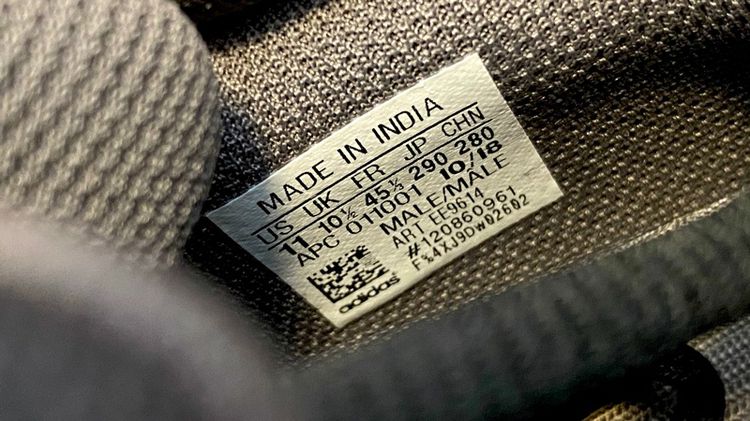 MADE IN INDIA
US UK FR JP CHN
11 10½ 45⅓ 290 280
APC 011001 10/18
MALE/MALE
ART FE9614
#120860961
F%4XJ9DW02602
adidas